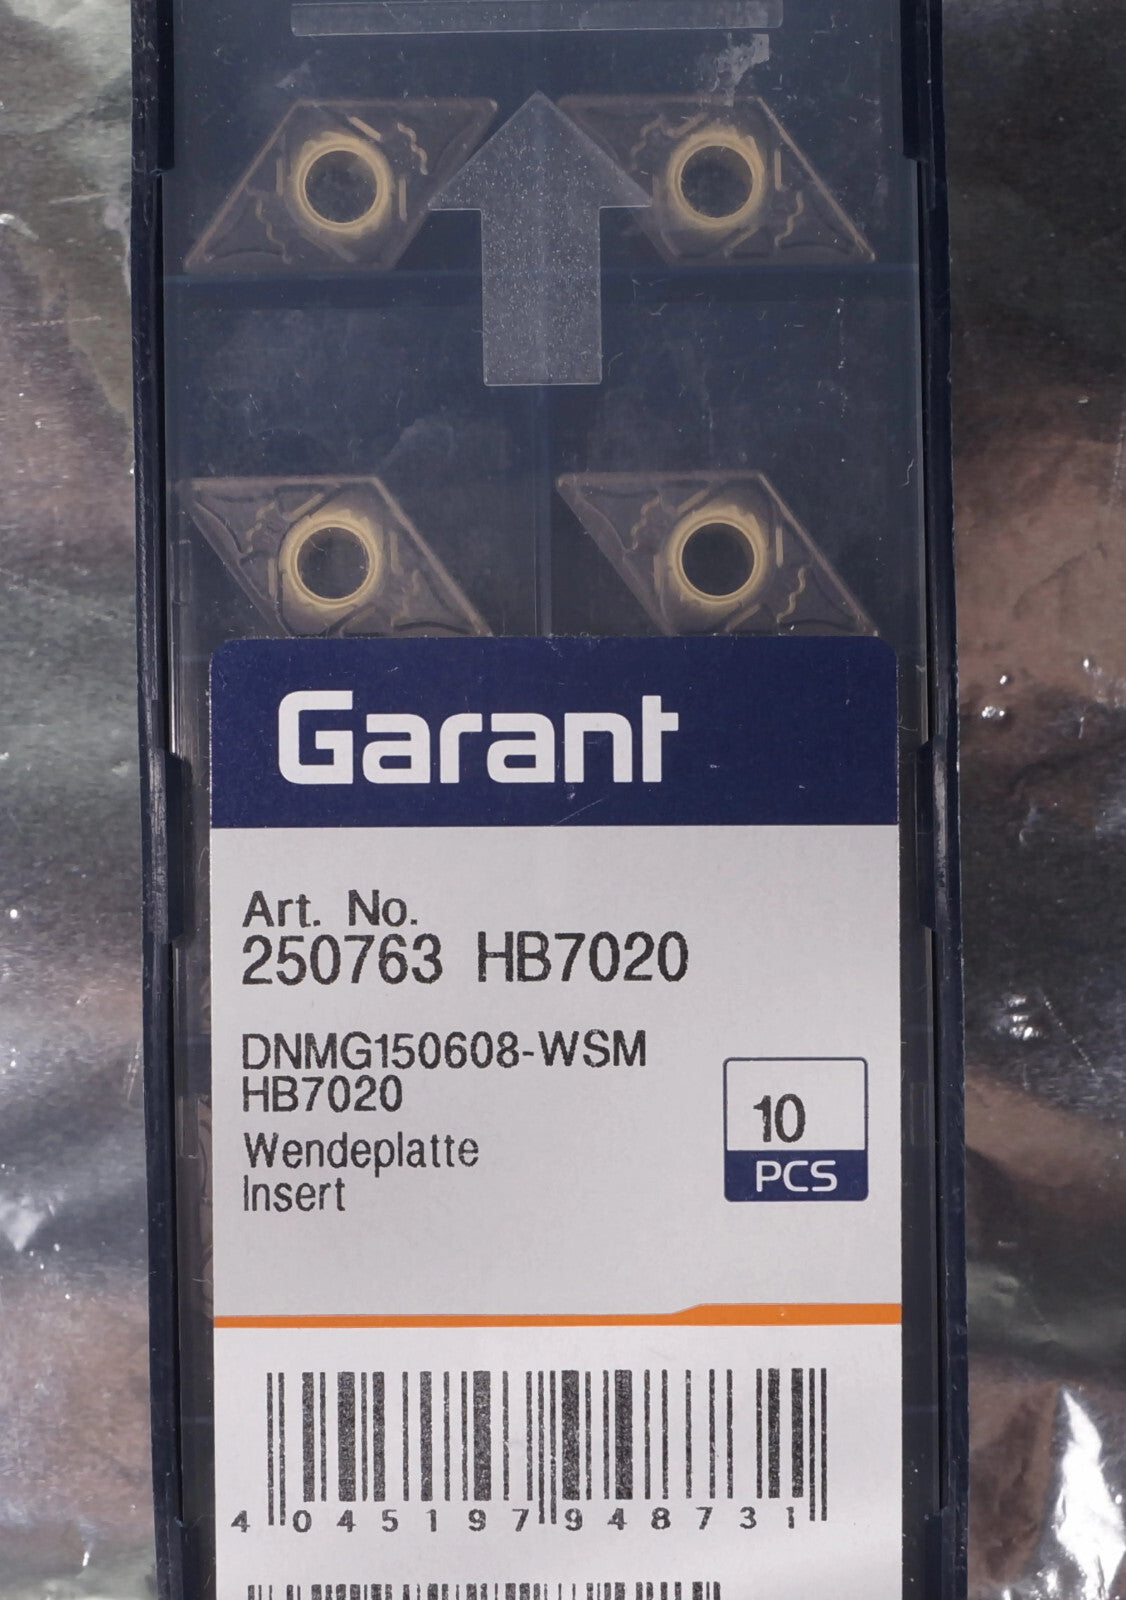 Garant
Art. No.
250763 HB7020
DNMG150608-WSM
HB7020
Wendeplatte
Insert
10
PCS
4 045197 948731